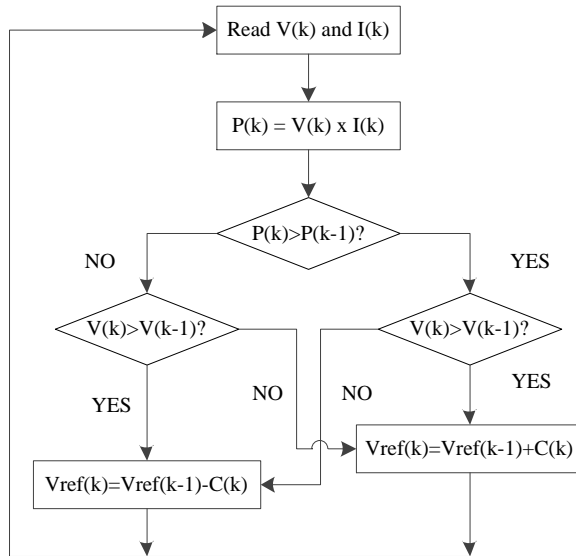 Read V(k) and I(k)
P(k) = V(k) x I(k)
P(k)>P(k-1)?
NO
YES
V(k)>V(k-1)?
V(k)>V(k-1)?
YES
NO
NO
YES
Vref(k)=Vref(k-1)+C(k)
Vref(k)=Vref(k-1)-C(k)